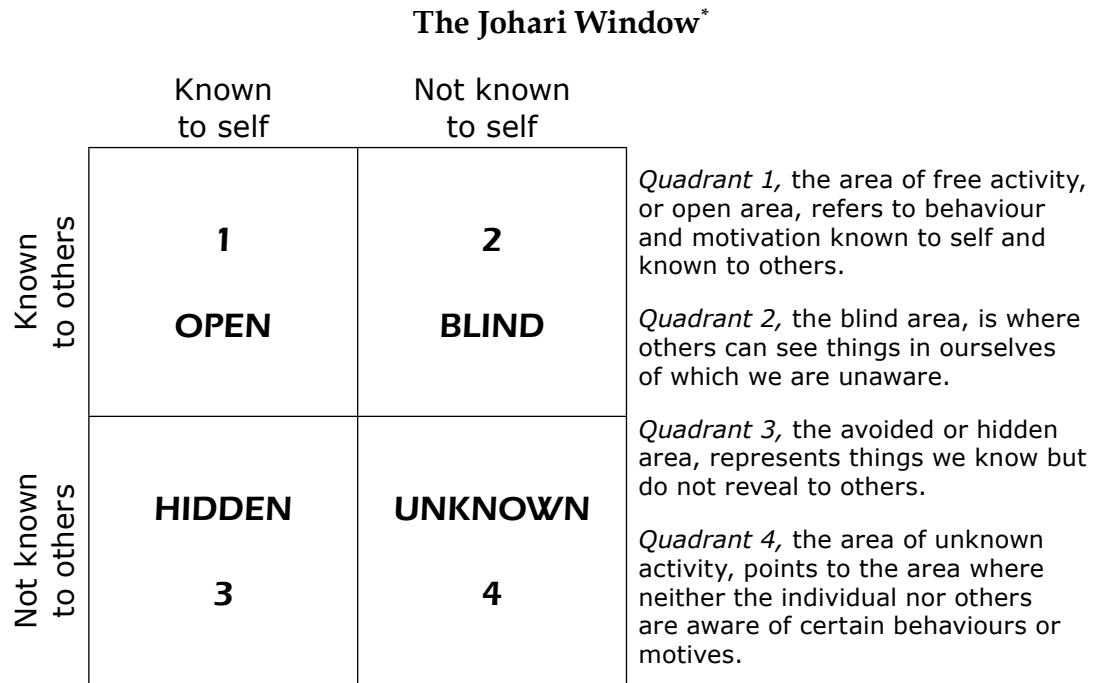 The Johari Window*
Known
to self
Not known
to self
Known
to others
1
OPEN
2
BLIND
Not known
to others
HIDDEN
3
UNKNOWN
4
Quadrant 1, the area of free activity,
or open area, refers to behaviour
and motivation known to self and
known to others.
Quadrant 2, the blind area, is where
others can see things in ourselves
of which we are unaware.
Quadrant 3, the avoided or hidden
area, represents things we know but
do not reveal to others.
Quadrant 4, the area of unknown
activity, points to the area where
neither the individual nor others
are aware of certain behaviours or
motives.